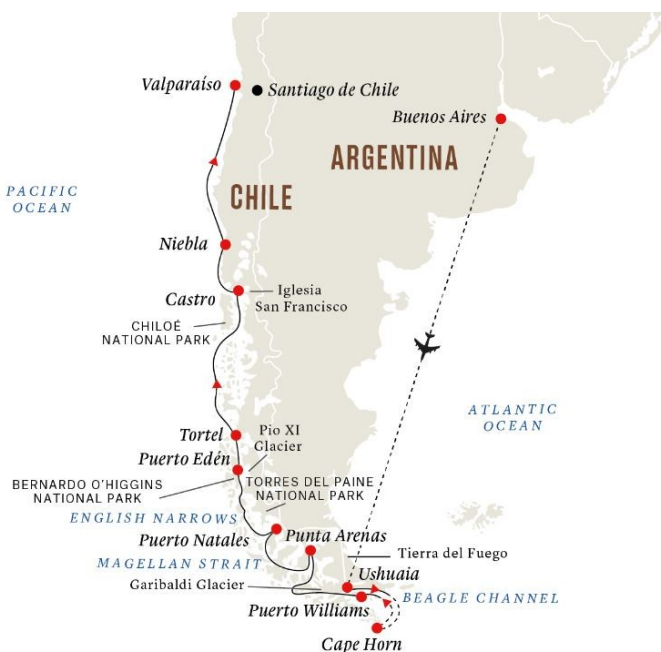 Valparaíso
Santiago de Chile
Buenos Aires
ARGENTINA
PACIFIC
OCEAN
CHILE
Niebla
Castro
Iglesia
San Francisco
CHILOÉ
NATIONAL PARK
ATLANTIC
OCEAN
Tortel
Pio XI
Glacier
Puerto Edén
BERNARDO O'HIGGINS
NATIONAL PARK
TORRES DEL PAINE
NATIONAL PARK
ENGLISH NARROWS
Puerto Natales
Punta Arenas
MAGELLAN STRAIT
Tierra del Fuego
Garibaldi Glacier
Ushuaia
BEAGLE CHANNEL
Puerto Williams
Cape Horn